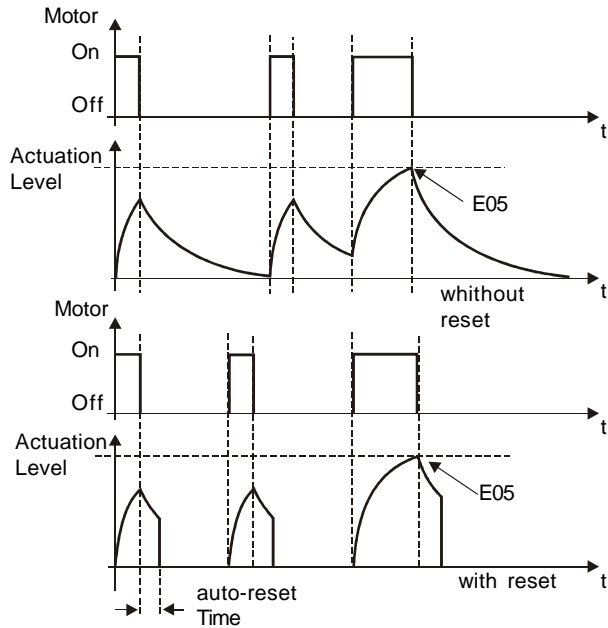 Motor
On
Off
t
Actuation
Level
E05
t
whithout
reset
Motor
On
Off
t
Actuation
Level
E05
t
with reset
auto-reset
Time